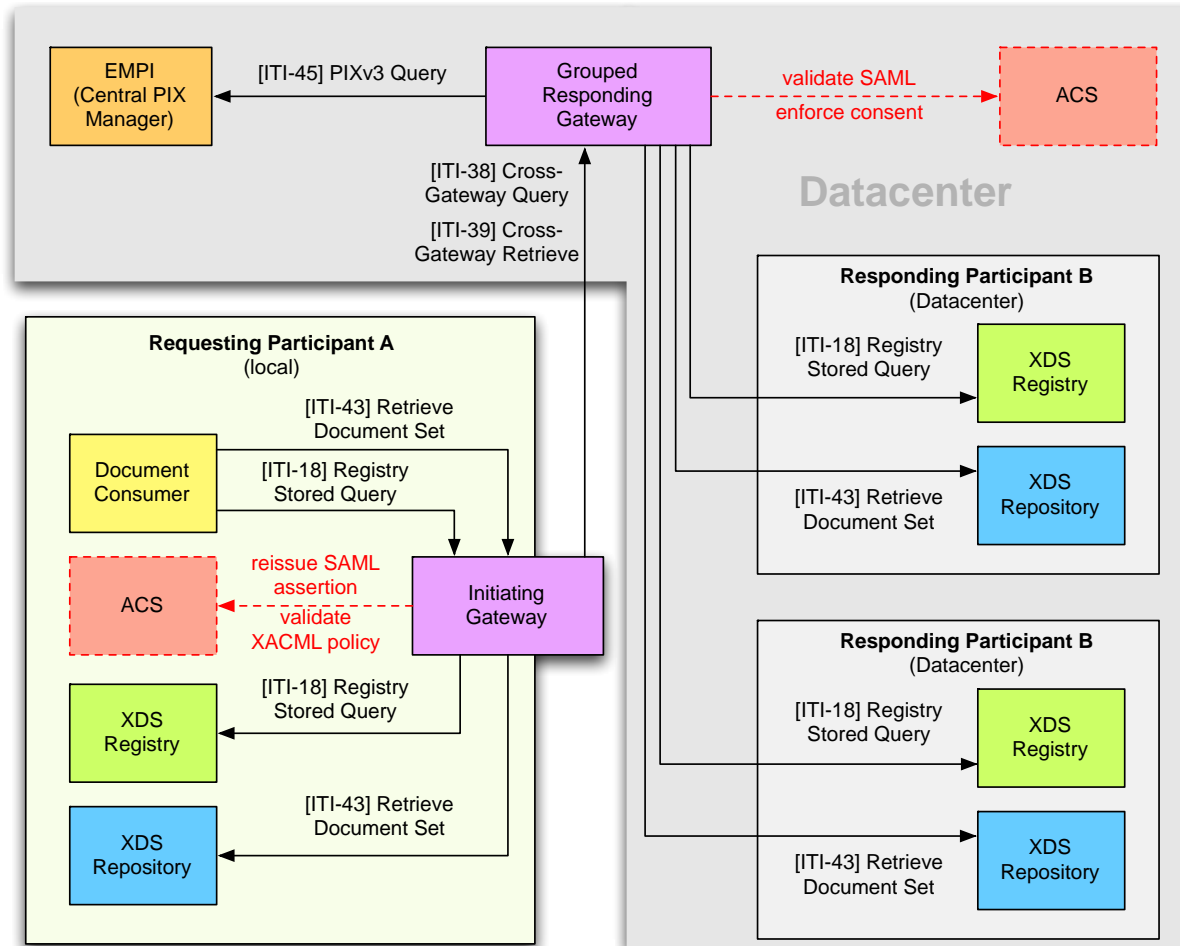 EMPI
(Central PIX
Manager)
[ITI-45] PIXv3 Query
Grouped
Responding
Gateway
validate SAML
enforce consent
ACS
[ITI-38] Cross-
Gateway Query
[ITI-39] Cross-
Gateway Retrieve
Datacenter
Requesting Participant A
(local)
[ITI-43] Retrieve
Document Set
Document
Consumer
[ITI-18] Registry
Stored Query
ACS
reissue SAML
assertion
validate
XACML policy
Initiating
Gateway
[ITI-18] Registry
Stored Query
XDS
Registry
[ITI-43] Retrieve
Document Set
XDS
Repository
Responding Participant B
(Datacenter)
[ITI-18] Registry
Stored Query
XDS
Registry
XDS
Repository
[ITI-43] Retrieve
Document Set
Responding Participant B
(Datacenter)
[ITI-18] Registry
Stored Query
XDS
Registry
XDS
Repository
[ITI-43] Retrieve
Document Set